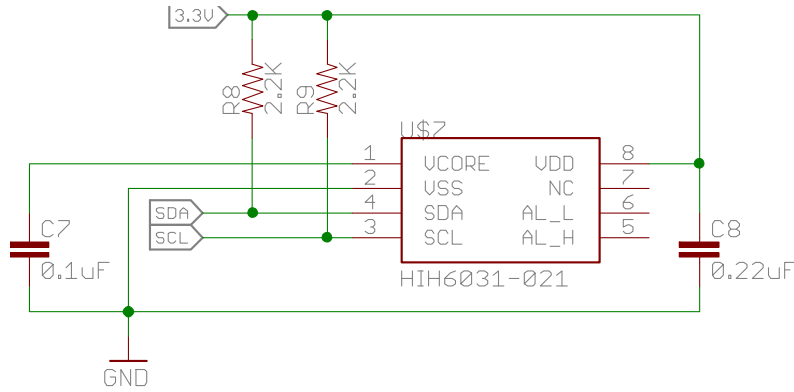 3.3V
R8
2.2K
R9
2.2K
U$7
1 VCORE VDD 8
2 VSS NC 7
SDA 4 SDA AL_L 6
SCL 3 SCL AL_H 5
C7
0.1uF
C8
0.22uF
HIH6031-021
GND